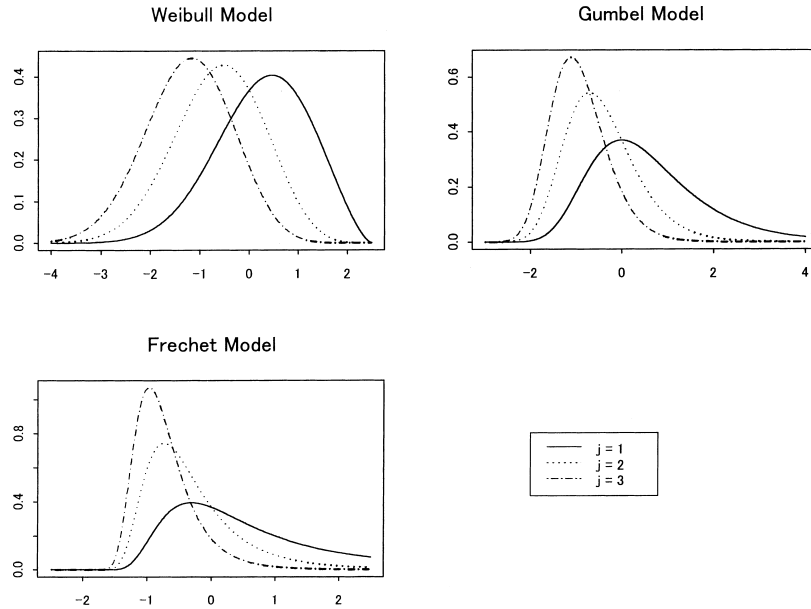 Weibull Model
0.4
0.3
0.2
0.1
0.0
-4 -3 -2 -1 0 1 2
Gumbel Model
0.6
0.4
0.2
0.0
-2 0 2 4
Frechet Model
0.8
0.4
0.0
-2 -1 0 1 2
j = 1
j = 2
j = 3